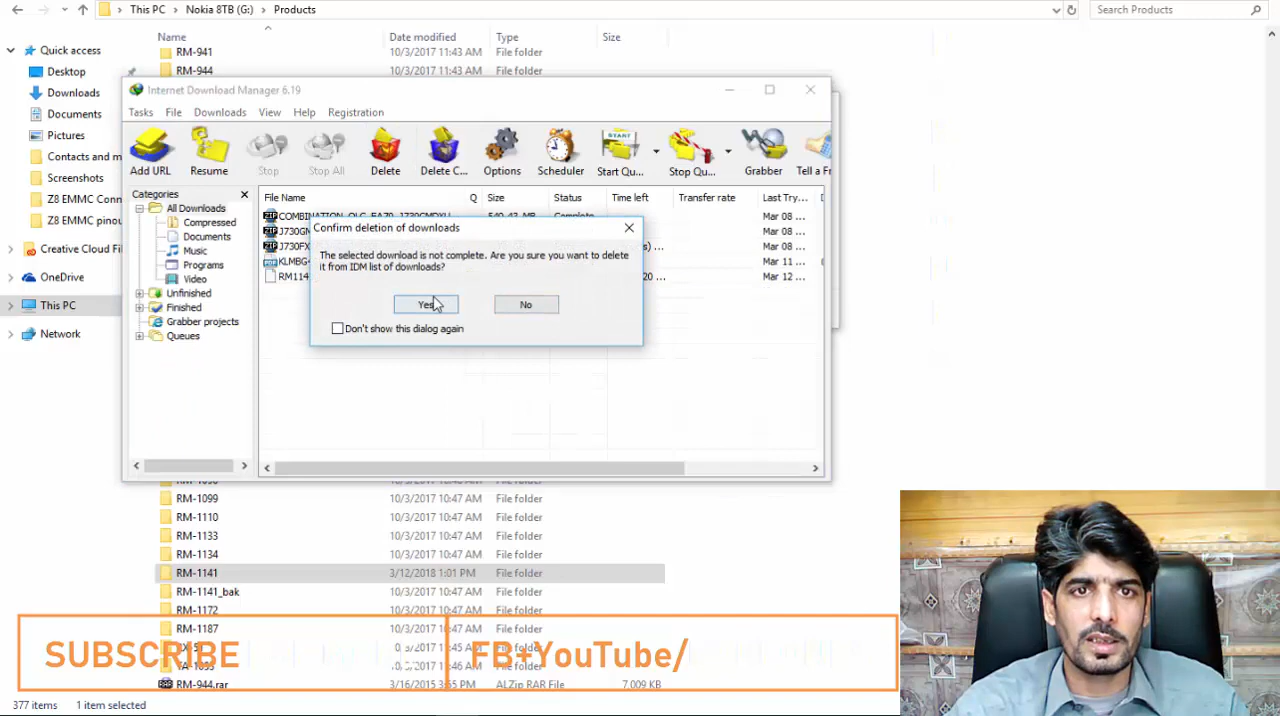 This PC > Nokia 8TB (G:) > Products
Search Products
Name
Date modified
Type
Size
Quick access
Desktop
Downloads
Documents
Pictures
Contacts and m
Screenshots
Z8 EMMC Conn
Z8 EMMC pinou
Creative Cloud Fil
OneDrive
This PC
Network
RM-941 10/3/2017 11:43 AM File folder
RM-944 10/3/2017 11:43 AM File folder
Internet Download Manager 6.19
Tasks File Downloads View Help Registration
Add URL Resume Stop Stop All Delete Delete C... Options Scheduler Start Qu... Stop Qu... Grabber Tell a Fr
Categories
All Downloads
Compressed
Documents
Music
Programs
Video
Unfinished
Finished
Grabber projects
Queues
File Name Q Size Status Time left Transfer rate Last Try...
Mar 08 ...
J730GM
Mar 08 ...
J730FX
Mar 08 ...
KLMBG
Mar 11 ...
RM114
Mar 12 ...
Confirm deletion of downloads
The selected download is not complete. Are you sure you want to delete
it from IDM list of downloads?
Yes
No
Don't show this dialog again
10/3/2017 10:47 AM File folder
RM-1099 10/3/2017 10:47 AM File folder
RM-1110 10/3/2017 10:47 AM File folder
RM-1133 10/3/2017 10:47 AM File folder
RM-1134 10/3/2017 10:47 AM File folder
RM-1141 3/12/2018 1:01 PM File folder
RM-1141_bak 10/3/2017 10:47 AM File folder
RM-1172 10/3/2017 10:47 AM File folder
RM-1187 10/3/2017 10:47 AM File folder
SUBSCRIBE
FB+YouTube/
RM-944.rar 3/16/2015 3:55 PM ALZip RAR File 7,009 KB
377 items 1 item selected